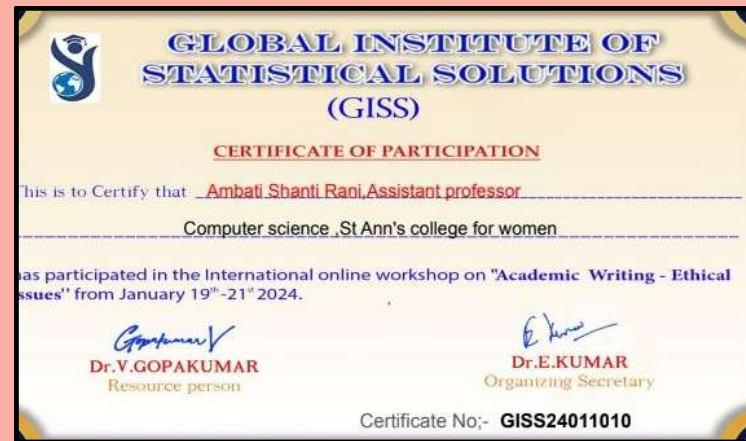 GLOBAL INSTITUTE OF
STATISTICAL SOLUTIONS
(GISS)
CERTIFICATE OF PARTICIPATION
This is to Certify that Ambati Shanti Rani,Assistant professor
Computer science ,St Ann's college for women
has participated in the International online workshop on "Academic Writing - Ethical
issues" from January 19th-21st 2024.
Gopakumar V
E Kumar
Dr.V.GOPAKUMAR
Dr.E.KUMAR
Resource person
Organizing Secretary
Certificate No;- GISS24011010